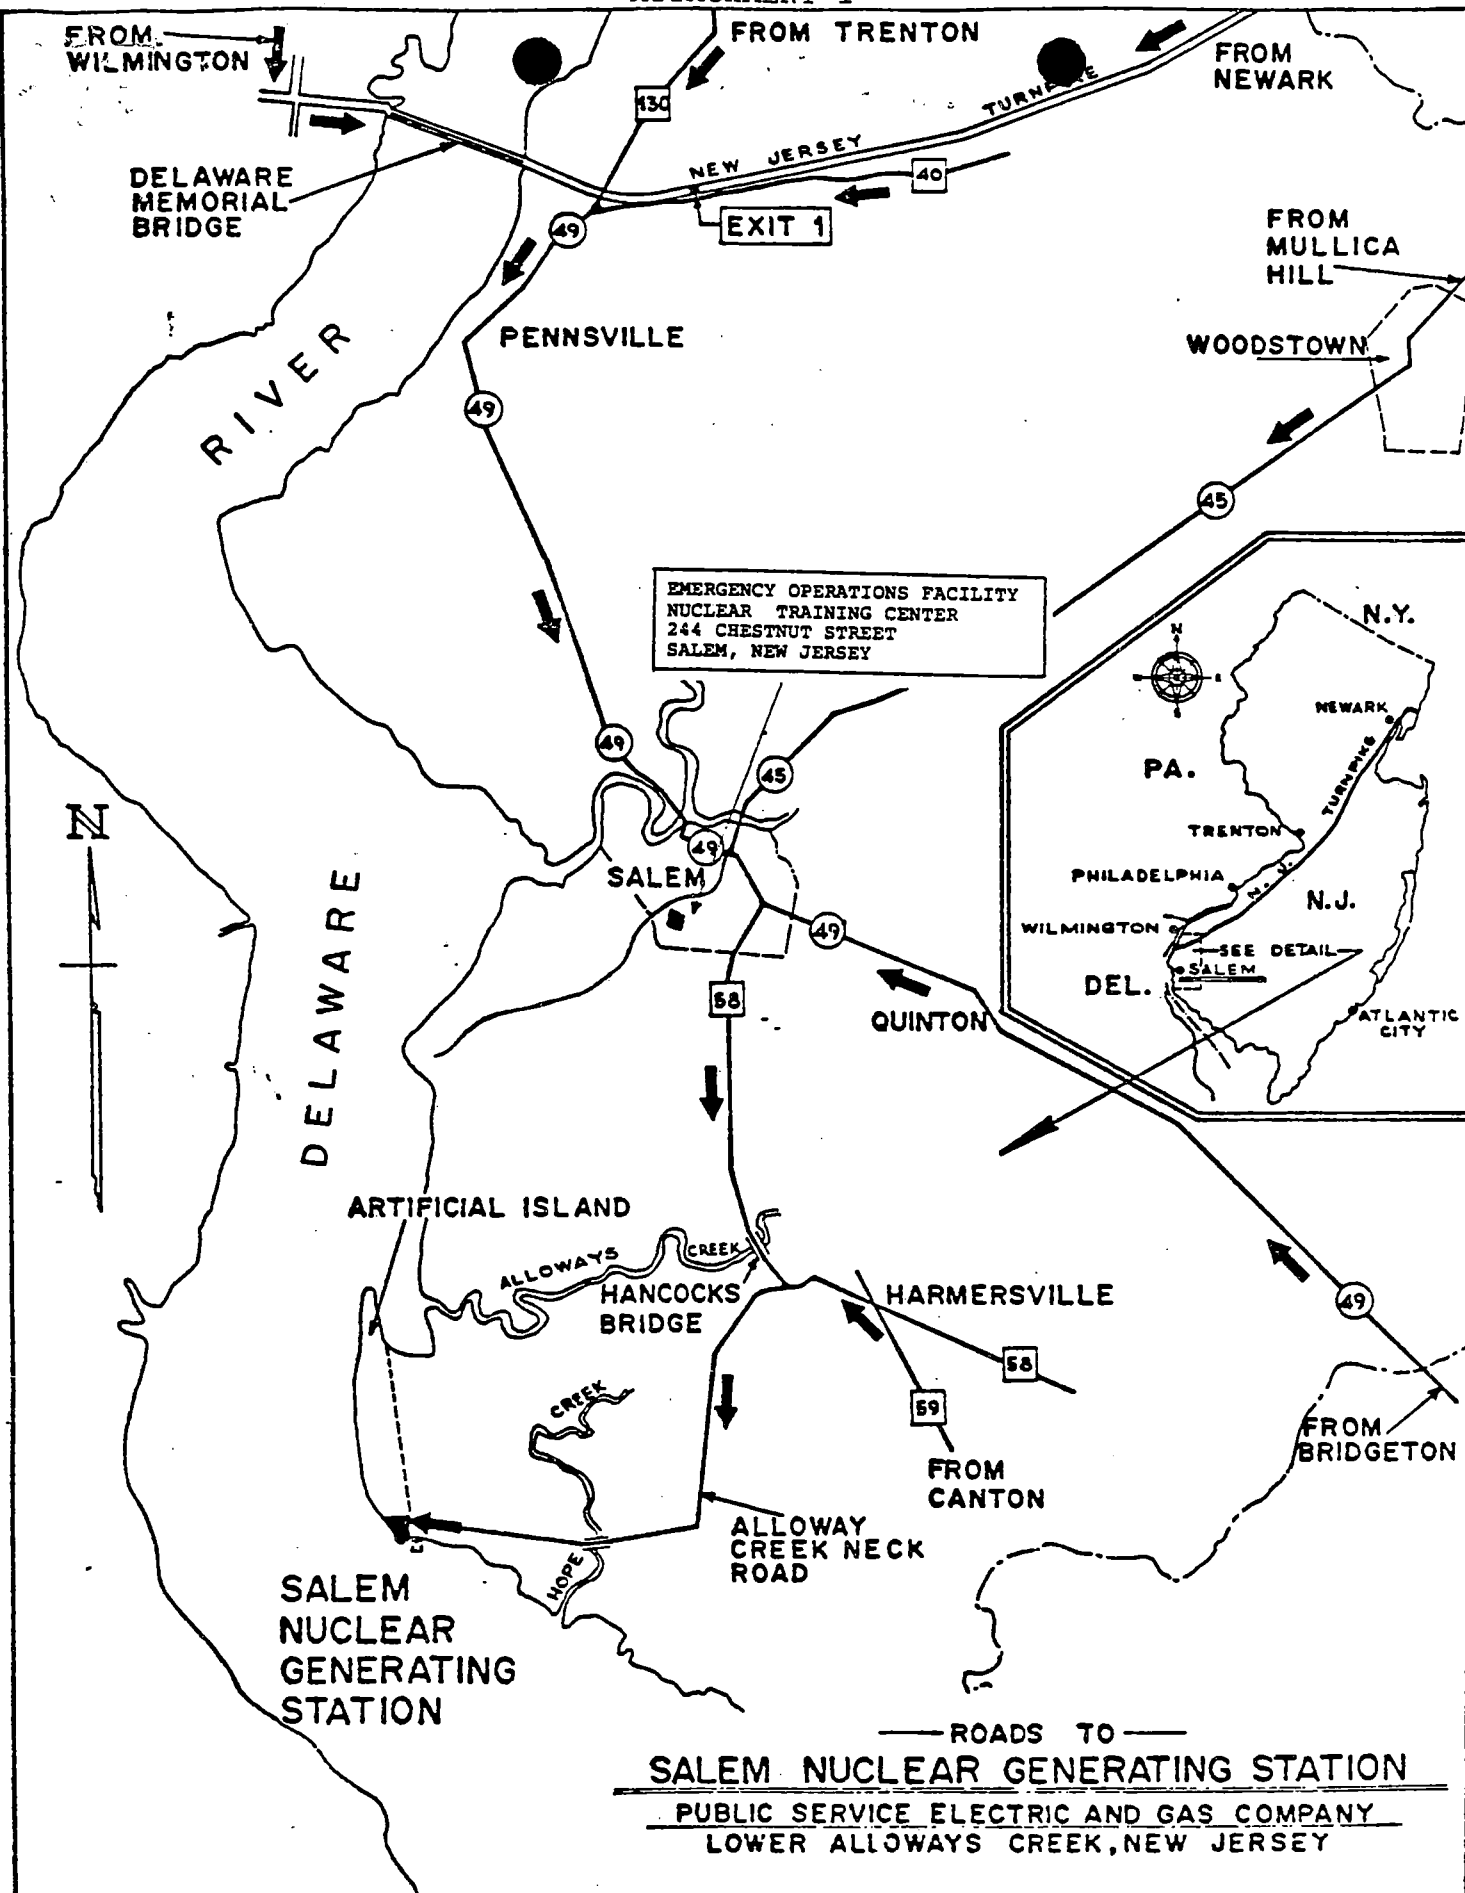 FROM
WILMINGTON
FROM TRENTON
FROM
NEWARK
130
TURNPIKE
NEW JERSEY
40
DELAWARE
MEMORIAL
BRIDGE
EXIT 1
49
FROM
MULLICA
HILL
PENNSVILLE
WOODSTOWN
RIVER
49
45
EMERGENCY OPERATIONS FACILITY
NUCLEAR TRAINING CENTER
244 CHESTNUT STREET
SALEM, NEW JERSEY
N.Y.
N
E
S
NEWARK
PA.
TURNPIKE
TRENTON
PHILADELPHIA
N.J.
N.J.
WILMINGTON
SEE DETAIL
SALEM
DEL.
ATLANTIC
CITY
49
45
N
49
SALEM
49
58
QUINTON
DELAWARE
ARTIFICIAL ISLAND
ALLOWAYS
CREEK
HANCOCKS
BRIDGE
HARMERSVILLE
49
58
59
CREEK
FROM
BRIDGETON
FROM
CANTON
ALLOWAY
CREEK NECK
ROAD
HOPE
SALEM
NUCLEAR
GENERATING
STATION
ROADS TO
SALEM NUCLEAR GENERATING STATION
PUBLIC SERVICE ELECTRIC AND GAS COMPANY
LOWER ALLOWAYS CREEK, NEW JERSEY